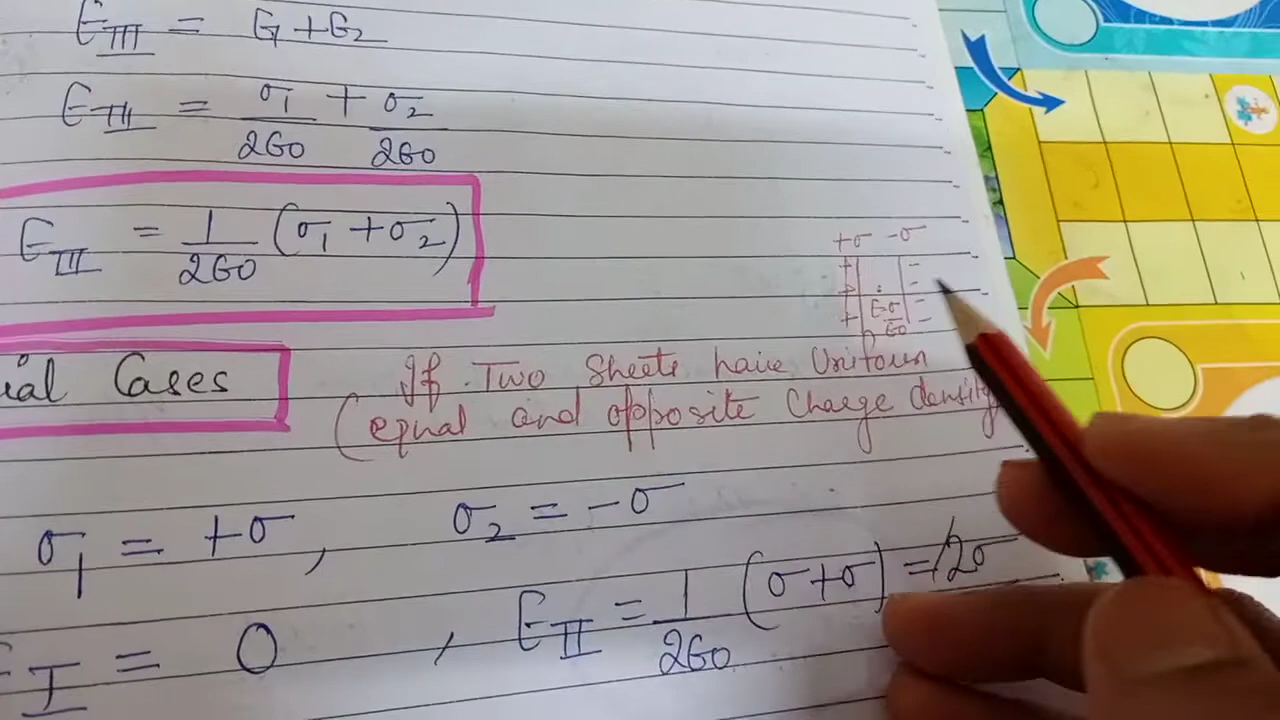 E_III = E1 + E2
E_III = σ1/2ε0 + σ2/2ε0
E_III = 1/2ε0 (σ1 + σ2)
+σ -σ
E=σ/ε0
ial Cases
If Two Sheets have Uniform
(equal and opposite Charge density
σ1 = +σ, σ2 = -σ
E_I = 0, E_II = 1/2ε0 (σ+σ) = 2σ